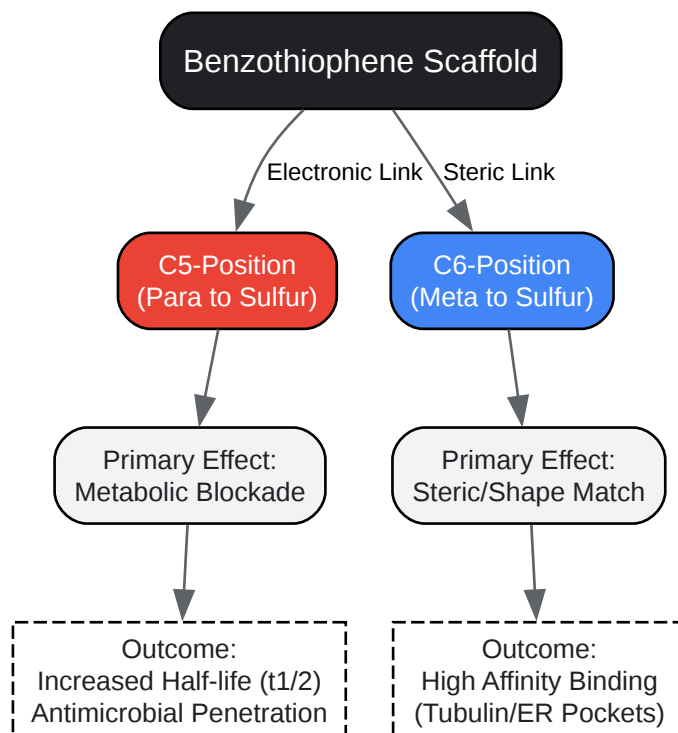 Benzothiophene Scaffold
Electronic Link
Steric Link
C5-Position
(Para to Sulfur)
C6-Position
(Meta to Sulfur)
Primary Effect:
Metabolic Blockade
Primary Effect:
Steric/Shape Match
Outcome:
Increased Half-life (t1/2)
Antimicrobial Penetration
Outcome:
High Affinity Binding
(Tubulin/ER Pockets)